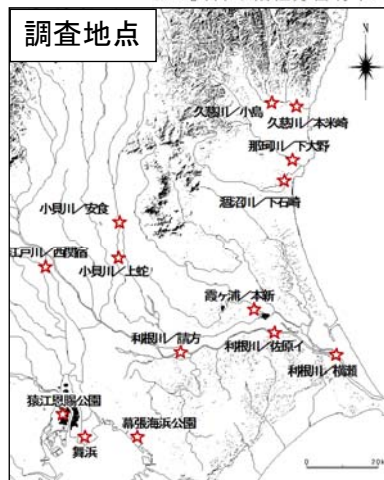 調査地点
N
久慈川/小島
久慈川/本米崎
那珂川/下大野
涸沼川/下石崎
小貝川/安食
江戸川/西関宿
小貝川/上蛇
霞ヶ浦/本新
利根川/請方
利根川/佐原イ
利根川/横瀬
猿江恩賜公園
幕張海浜公園
舞浜
0
20k